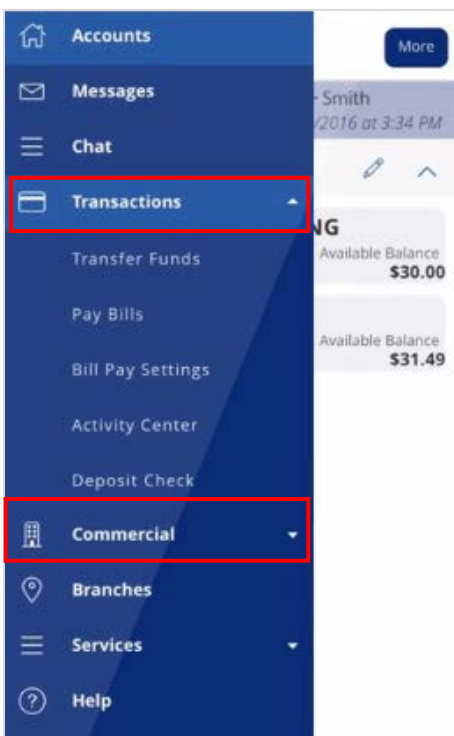 Accounts
More
Messages
- Smith
/2016 at 3:34 PM
Chat
Transactions
NG
Available Balance
$30.00
Transfer Funds
Pay Bills
Available Balance
$31.49
Bill Pay Settings
Activity Center
Deposit Check
Commercial
Branches
Services
Help